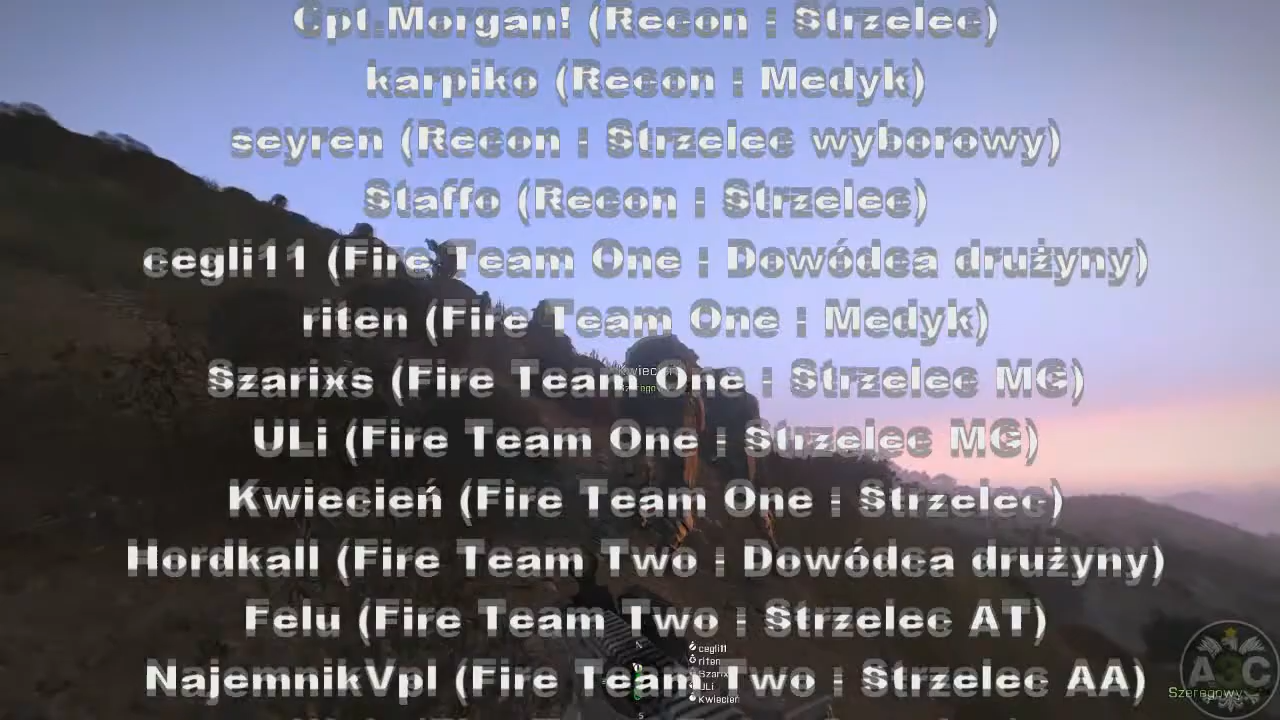 Cpt.Morgan! (Recon : Strzelec)
karpiko (Recon : Medyk)
seyren (Recon : Strzelec wyborowy)
Staffo (Recon : Strzelec)
cegli11 (Fire Team One : Dowódca drużyny)
riten (Fire Team One : Medyk)
Szarixs (Fire Team One : Strzelec MG)
ULi (Fire Team One : Strzelec MG)
Kwiecień (Fire Team One : Strzelec)
Hordkall (Fire Team Two : Dowódca drużyny)
Felu (Fire Team Two : Strzelec AT)
NajemnikVpl (Fire Team Two : Strzelec AA)
Kwiecień
N
cegli11
riten
Szarixs
ULi
Kwiecień
S
A3C
Szeregowy